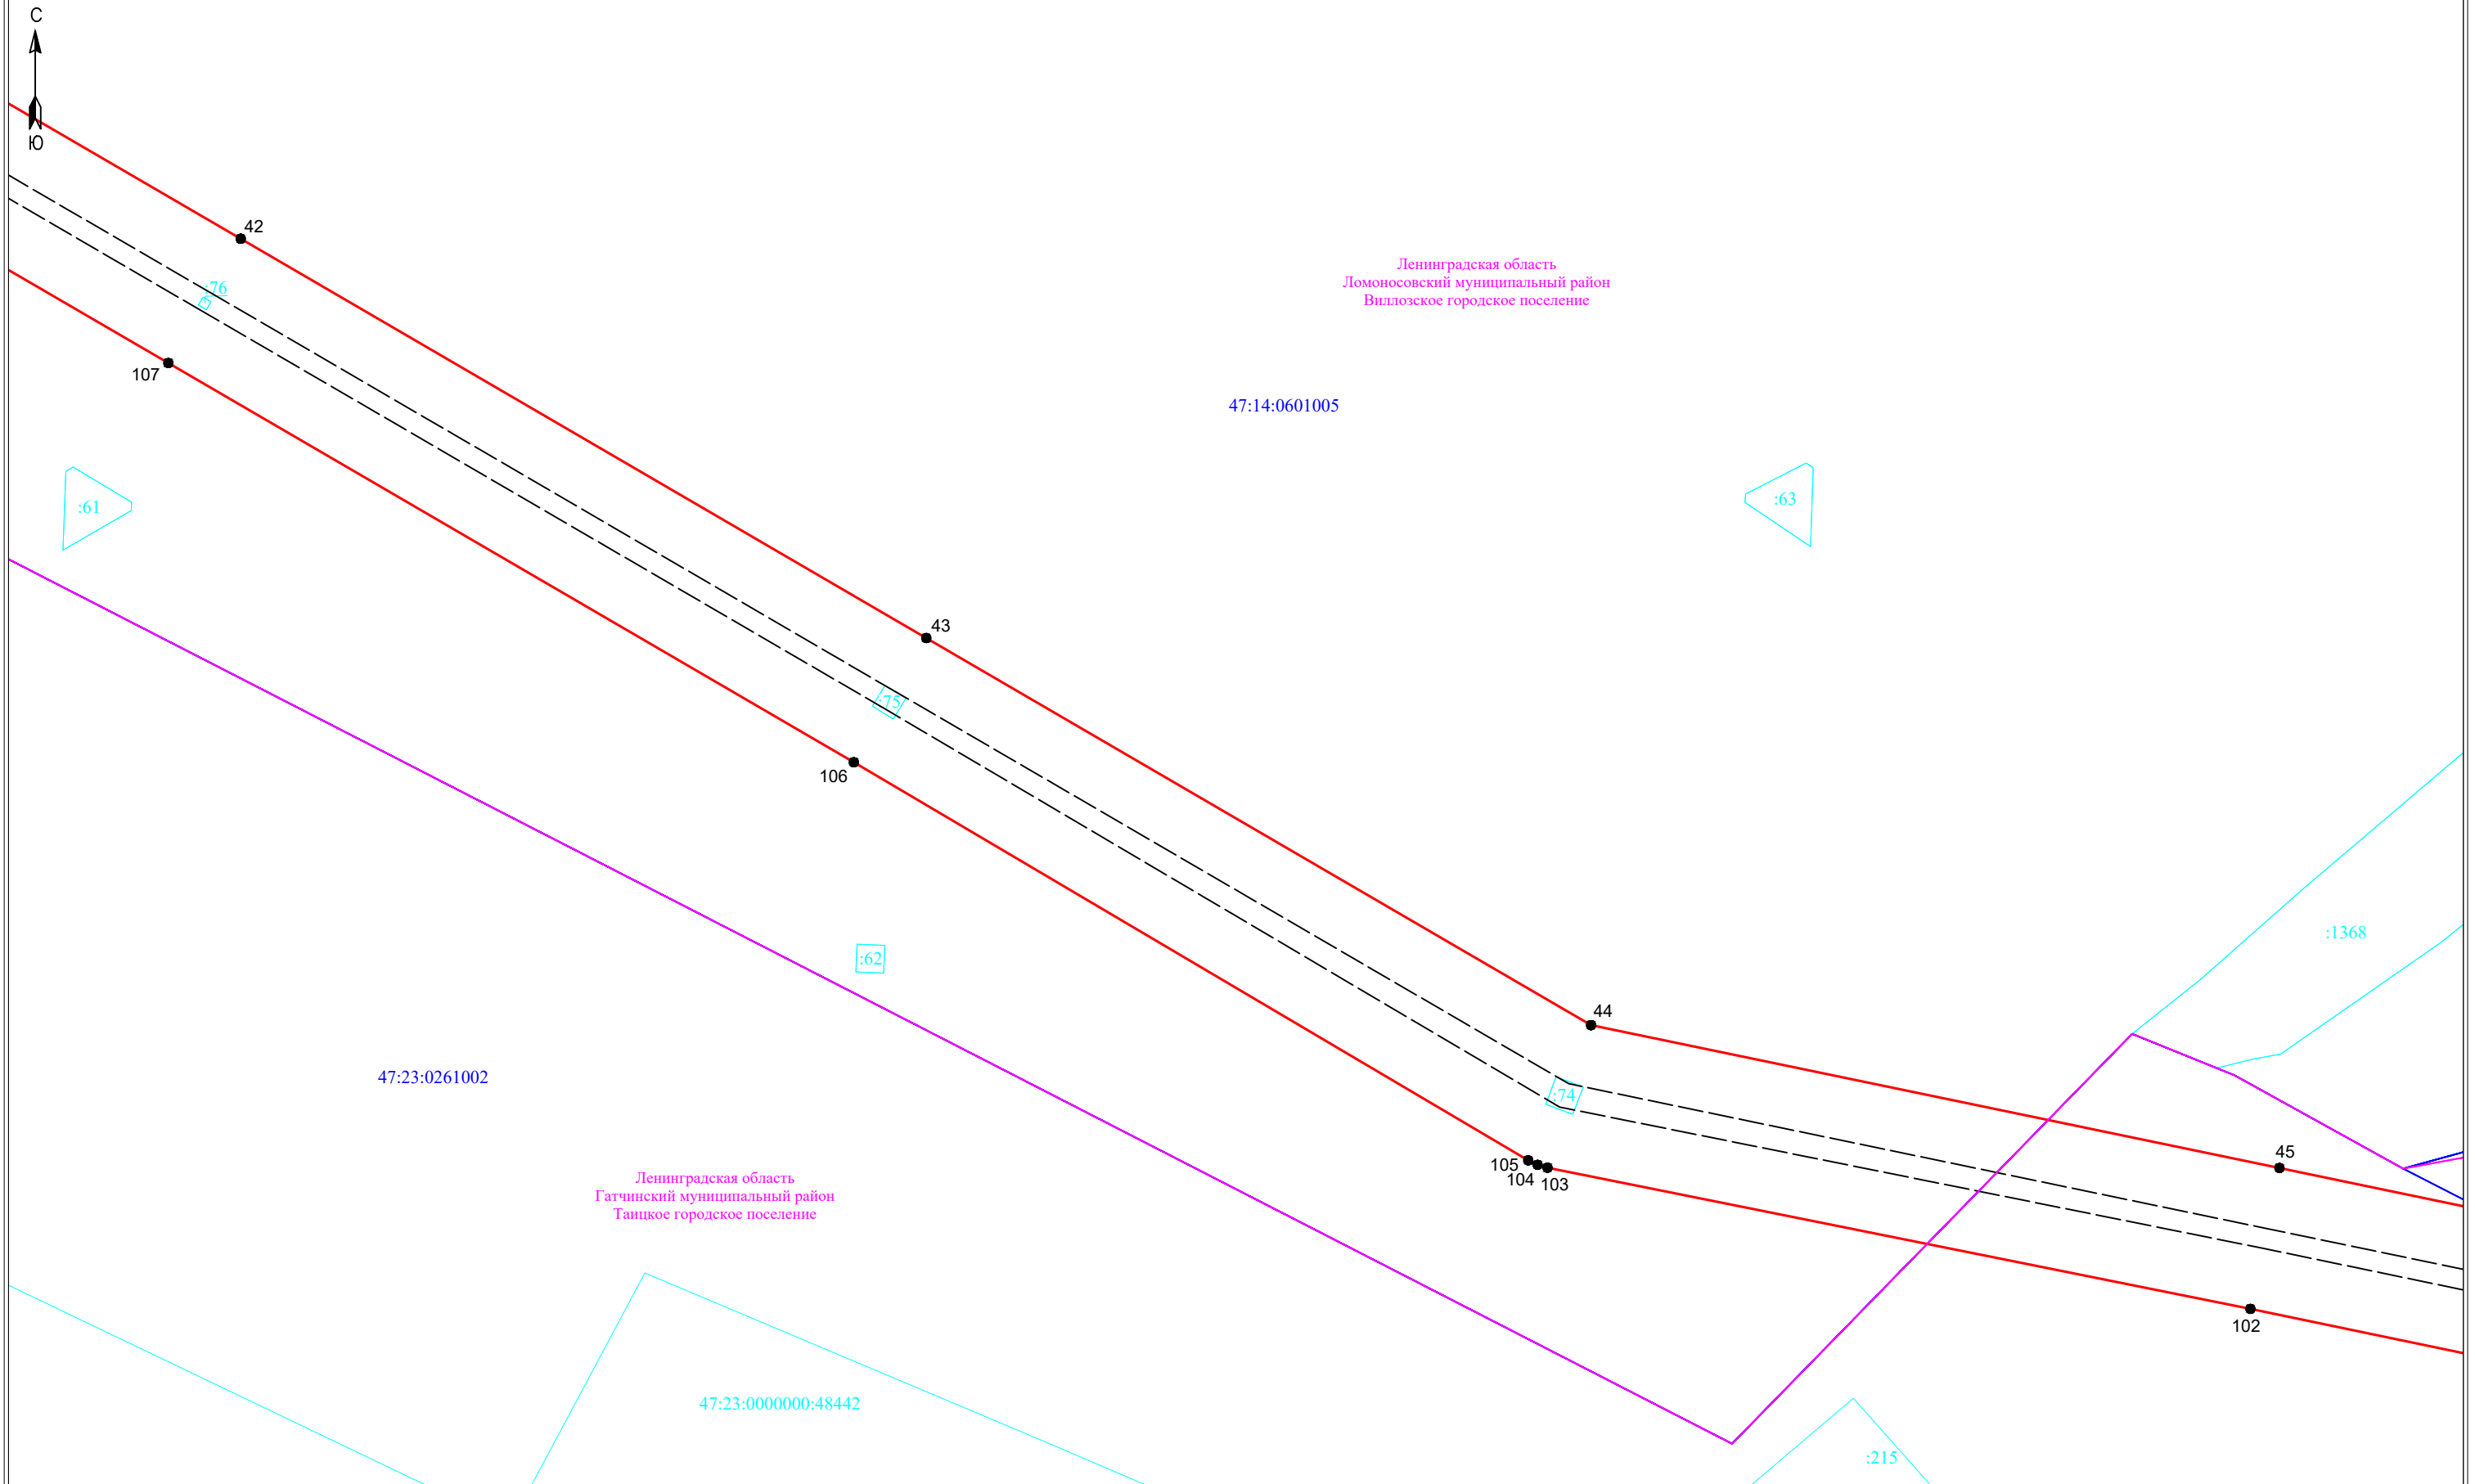 С
Ю
42
:76
Ленинградская область
Ломоносовский муниципальный район
Виллозское городское поселение
107
47:14:0601005
:61
:63
43
:75
106
:1368
:62
44
47:23:0261002
:74
45
105
104
103
Ленинградская область
Гатчинский муниципальный район
Таицкое городское поселение
102
47:23:0000000:48442
:215